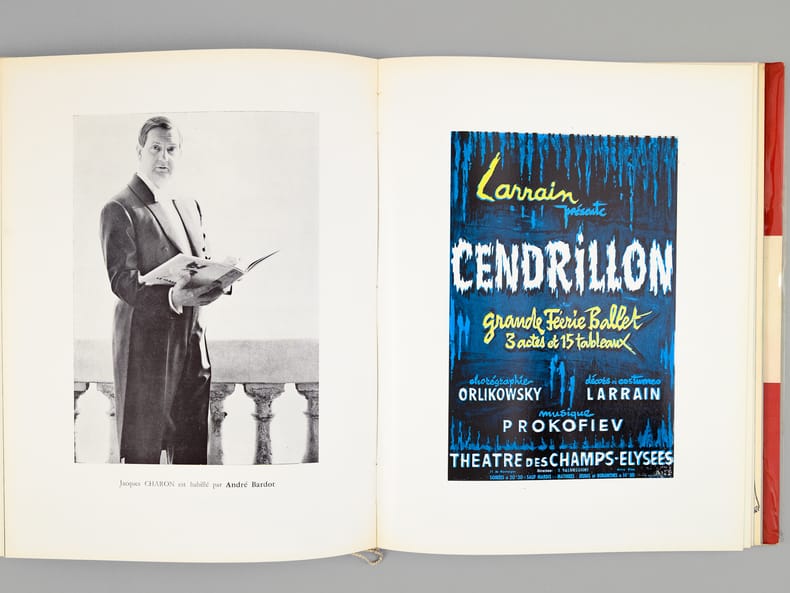 Jacques CHARON est habillé par André Bardot
Larrain
présente
CENDRILLON
grande Féerie Ballet
3 actes et 15 tableaux
chorégraphie
ORLIKOWSKY
décors et costumes
LARRAIN
musique
PROKOFIEV
THEATRE DES CHAMPS-ELYSEES